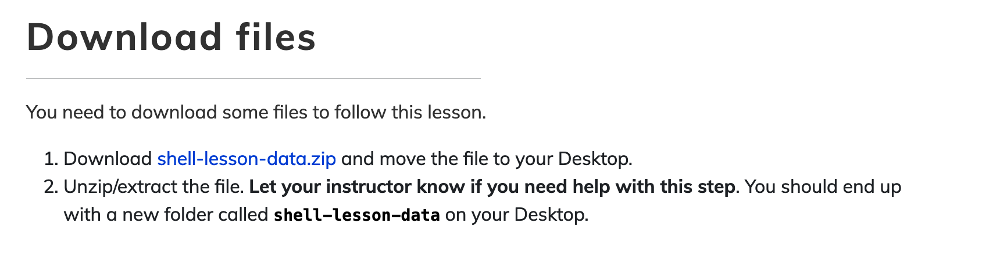 Download files
You need to download some files to follow this lesson.
1. Download shell-lesson-data.zip and move the file to your Desktop.
2. Unzip/extract the file. Let your instructor know if you need help with this step. You should end up
with a new folder called shell-lesson-data on your Desktop.